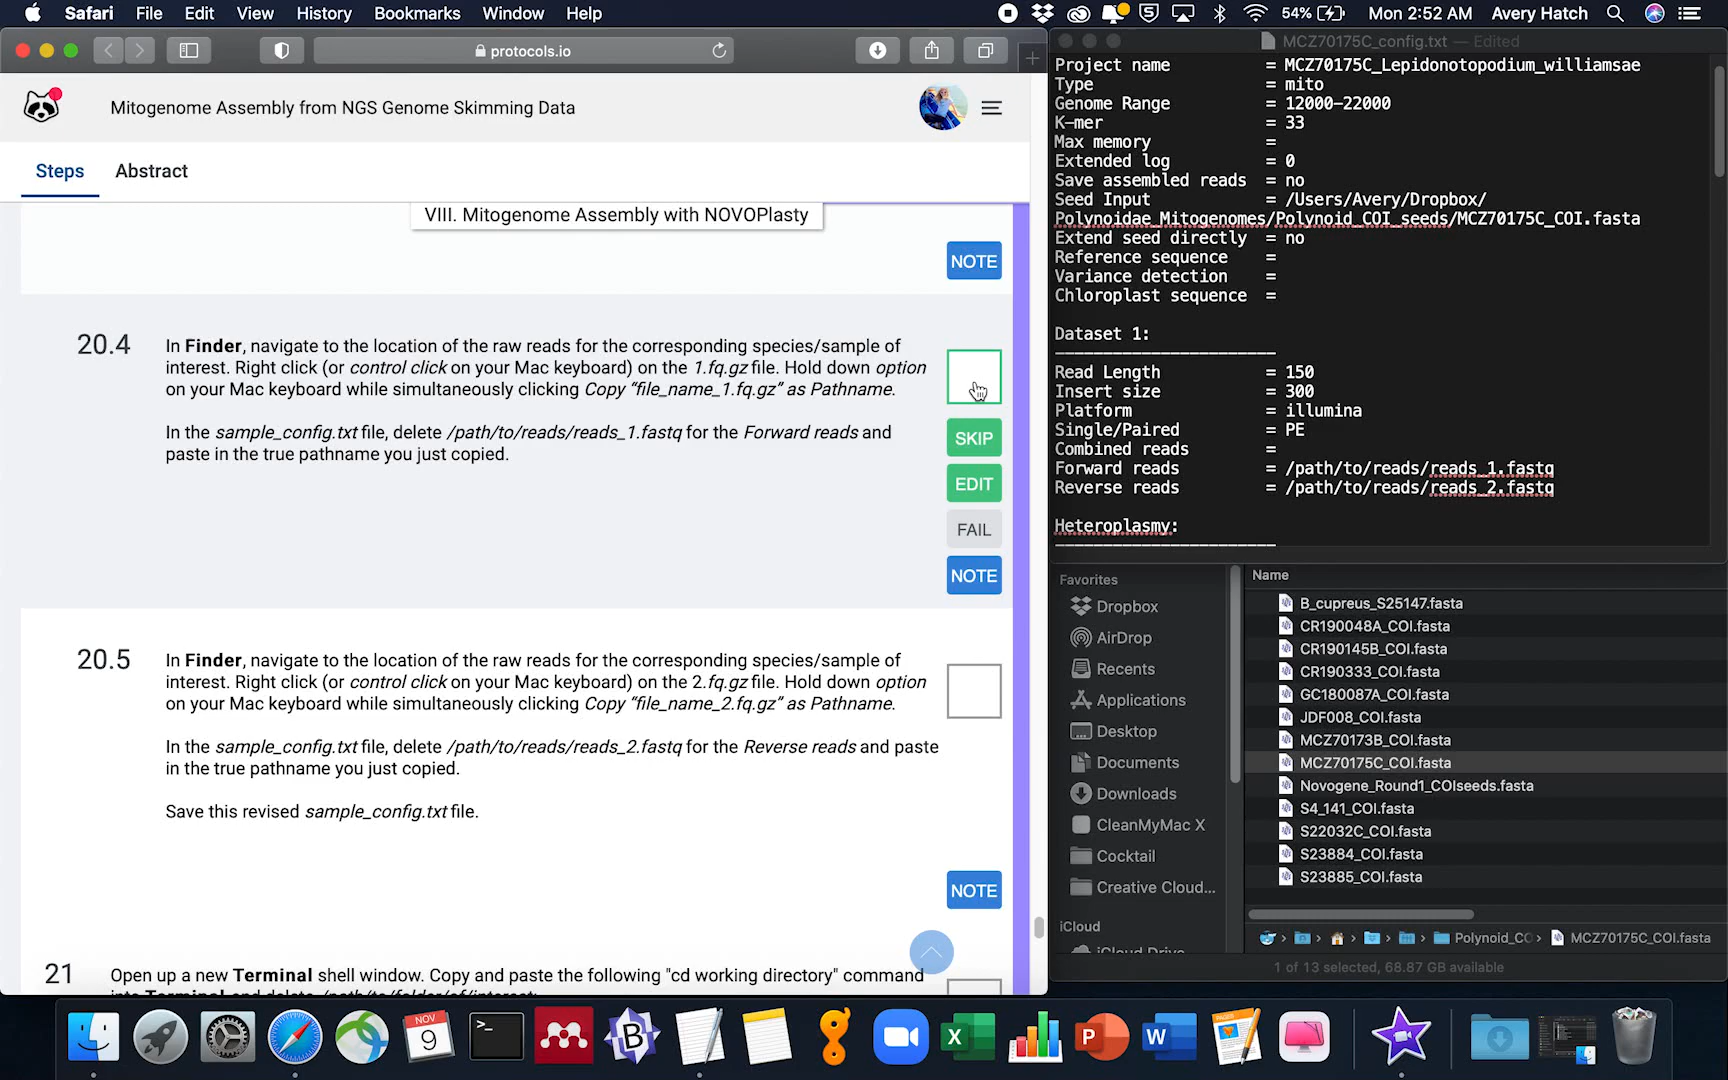 Safari File Edit View History Bookmarks Window Help
54% Mon 2:52 AM Avery Hatch
protocols.io
Mitogenome Assembly from NGS Genome Skimming Data
Steps Abstract
VIII. Mitogenome Assembly with NOVOPlasty
NOTE
20.4
In Finder, navigate to the location of the raw reads for the corresponding species/sample of
interest. Right click (or control click on your Mac keyboard) on the 1.fq.gz file. Hold down option
on your Mac keyboard while simultaneously clicking Copy “file_name_1.fq.gz” as Pathname.
In the sample_config.txt file, delete /path/to/reads/reads_1.fastq for the Forward reads and
paste in the true pathname you just copied.
SKIP
EDIT
FAIL
NOTE
20.5
In Finder, navigate to the location of the raw reads for the corresponding species/sample of
interest. Right click (or control click on your Mac keyboard) on the 2.fq.gz file. Hold down option
on your Mac keyboard while simultaneously clicking Copy “file_name_2.fq.gz” as Pathname.
In the sample_config.txt file, delete /path/to/reads/reads_2.fastq for the Reverse reads and paste
in the true pathname you just copied.
Save this revised sample_config.txt file.
NOTE
21
Open up a new Terminal shell window. Copy and paste the following "cd working directory" command
into Terminal and delete /path/to/folder/of/interest:
MCZ70175C_config.txt — Edited
Project name = MCZ70175C_Lepidonotopodium_williamsae
Type = mito
Genome Range = 12000-22000
K-mer = 33
Max memory =
Extended log = 0
Save assembled reads = no
Seed Input = /Users/Avery/Dropbox/
Polynoidae_Mitogenomes/Polynoid_COI_seeds/MCZ70175C_COI.fasta
Extend seed directly = no
Reference sequence =
Variance detection =
Chloroplast sequence =
Dataset 1:
-----------------------
Read Length = 150
Insert size = 300
Platform = illumina
Single/Paired = PE
Combined reads =
Forward reads = /path/to/reads/reads_1.fastq
Reverse reads = /path/to/reads/reads_2.fastq
Heteroplasmy:
-----------------------
Favorites
Dropbox
AirDrop
Recents
Applications
Desktop
Documents
Downloads
CleanMyMac X
Cocktail
Creative Cloud...
iCloud
iCloud Drive
Name
B_cupreus_S25147.fasta
CR190048A_COI.fasta
CR190145B_COI.fasta
CR190333_COI.fasta
GC180087A_COI.fasta
JDF008_COI.fasta
MCZ70173B_COI.fasta
MCZ70175C_COI.fasta
Novogene_Round1_COIseeds.fasta
S4_141_COI.fasta
S22032C_COI.fasta
S23884_COI.fasta
S23885_COI.fasta
Polynoid_CO › MCZ70175C_COI.fasta
1 of 13 selected, 68.87 GB available
NOV
9
B
X
P
W
PAGES